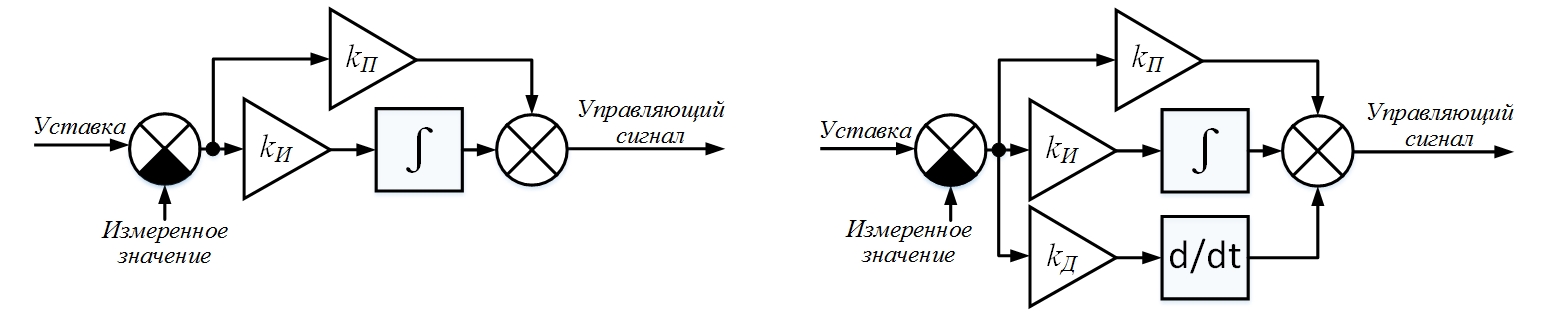 Уставка
Измеренное
значение
kП
kИ
∫
Управляющий
сигнал
Уставка
Измеренное
значение
kП
kИ
∫
kД
d/dt
Управляющий
сигнал